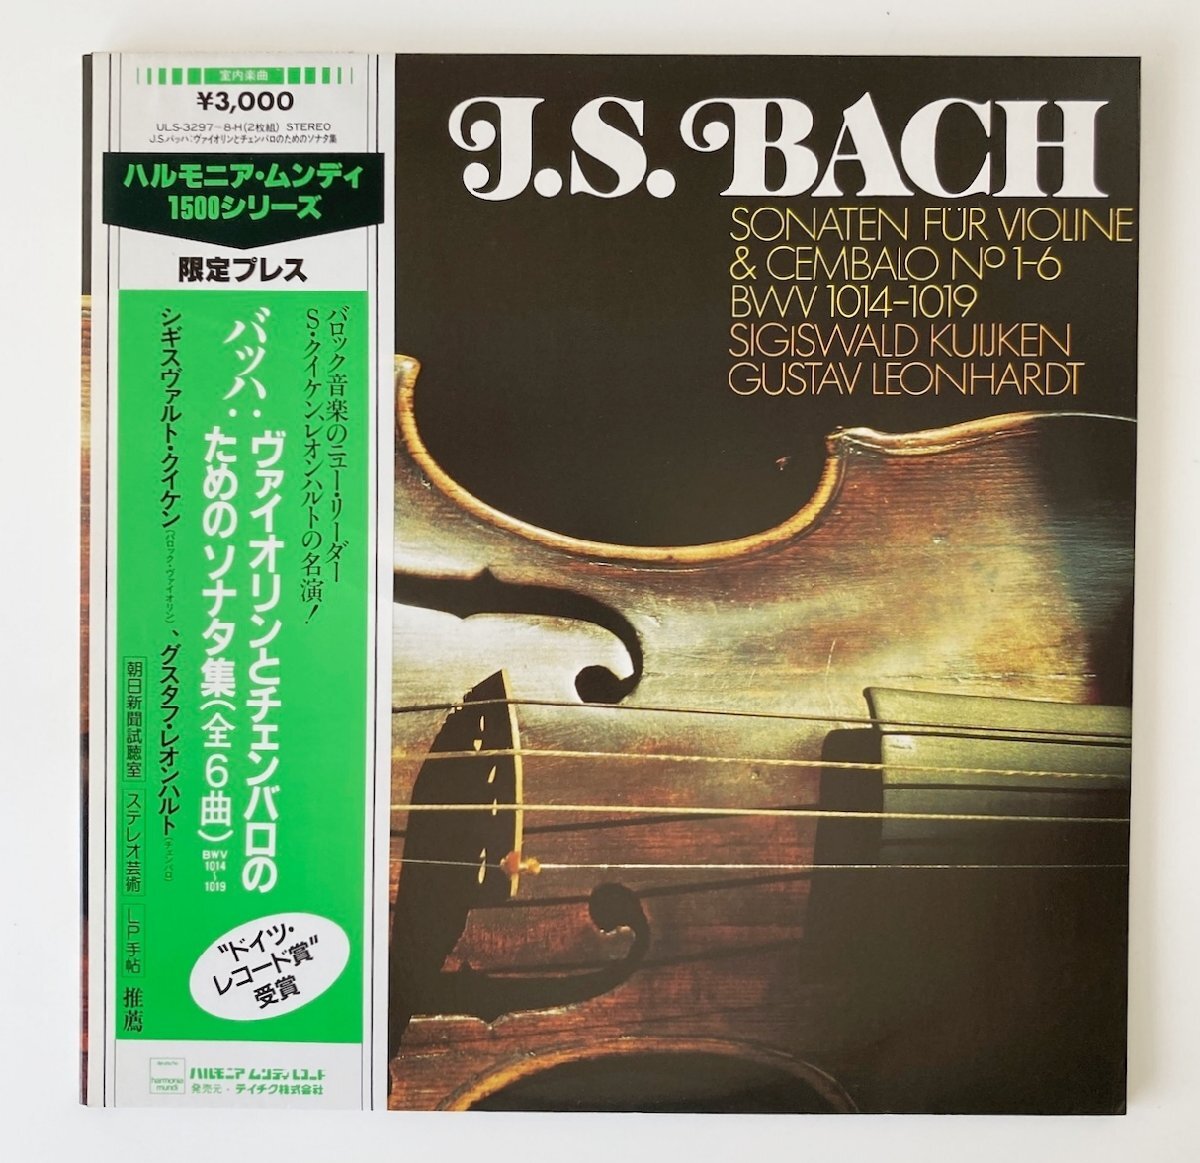 室内楽曲
¥3,000
ULS-3297~8-H(2枚組) STEREO
J.S.バッハ:ヴァイオリンとチェンバロのためのソナタ集
ハルモニア・ムンディ
1500シリーズ
限定プレス
バロック音楽のニュー・リーダー
S・クイケン、レオンハルトの名演!
バッハ:ヴァイオリンとチェンバロの
ためのソナタ集(全6曲)
BWV
1014
~
1019
シギスヴァルト・クイケン(バロック・ヴァイオリン)、グスタフ・レオンハルト(チェンバロ)
朝日新聞試聴室 ステレオ芸術 LP手帖 推薦
"ドイツ・
レコード賞"
受賞
harmonia
mundi
ハルモニア ムンディ レコード
発売元・テイチク株式会社
J.S. BACH
SONATEN FÜR VIOLINE
& CEMBALO Nº 1-6
BWV 1014-1019
SIGISWALD KUIJKEN
GUSTAV LEONHARDT